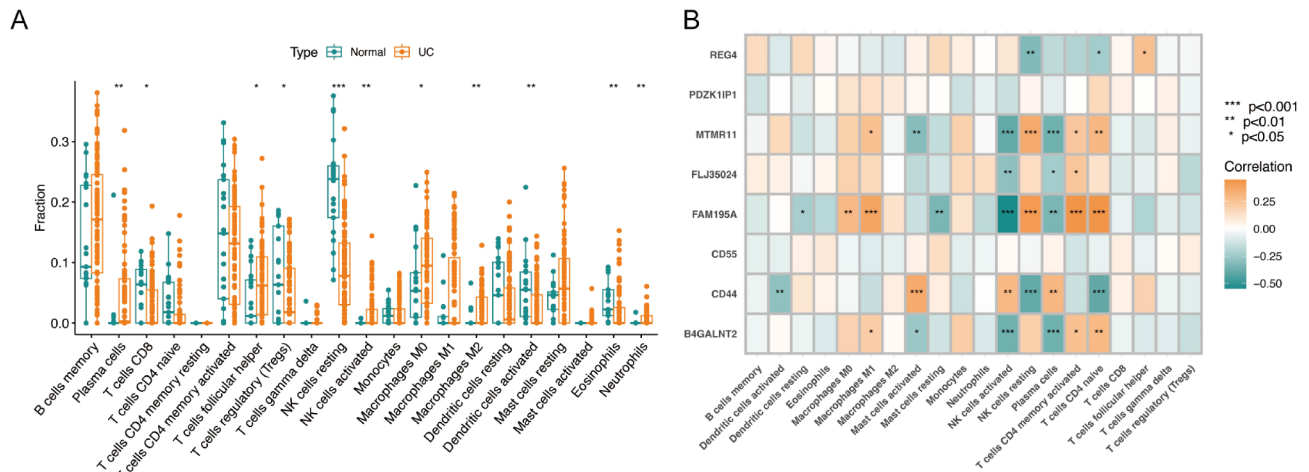 A
Type Normal UC
** * * * *** ** * ** ** ** **
Fraction
0.3
0.2
0.1
0.0
B cells memory
Plasma cells
T cells CD8
T cells CD4 naive
T cells CD4 memory resting
T cells CD4 memory activated
T cells follicular helper
T cells regulatory (Tregs)
T cells gamma delta
NK cells resting
NK cells activated
Monocytes
Macrophages M0
Macrophages M1
Macrophages M2
Dendritic cells resting
Dendritic cells activated
Mast cells resting
Mast cells activated
Eosinophils
Neutrophils
B
REG4 ** * *
PDZK1IP1
MTMR11 * ** *** *** *** * **
FLJ35024 ** * *
FAM195A * ** *** ** *** *** ** *** ***
CD55
CD44 ** *** ** *** ** ***
B4GALNT2 * * *** *** * **
B cells memory
Dendritic cells activated
Dendritic cells resting
Eosinophils
Macrophages M0
Macrophages M1
Macrophages M2
Mast cells activated
Mast cells resting
Monocytes
Neutrophils
NK cells activated
NK cells resting
Plasma cells
T cells CD4 memory activated
T cells CD4 naive
T cells CD8
T cells follicular helper
T cells gamma delta
T cells regulatory (Tregs)
*** p<0.001
** p<0.01
* p<0.05
Correlation
0.25
0.00
−0.25
−0.50